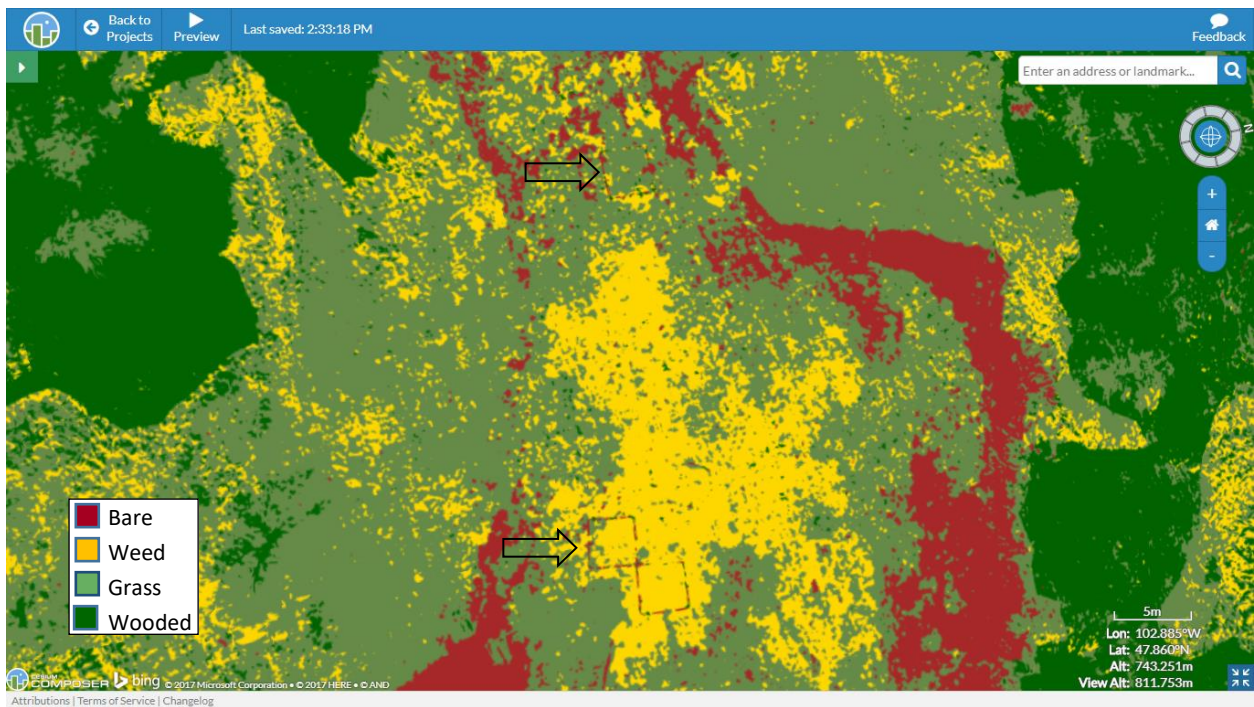 Back to
Projects
Preview
Last saved: 2:33:18 PM
Feedback
Enter an address or landmark...
N
+
-
Bare
Weed
Grass
Wooded
5m
Lon: 102.885°W
Lat: 47.860°N
Alt: 743.251m
View Alt: 811.753m
CESIUM
COMPOSER bing © 2017 Microsoft Corporation • © 2017 HERE • © AND
Attributions | Terms of Service | Changelog